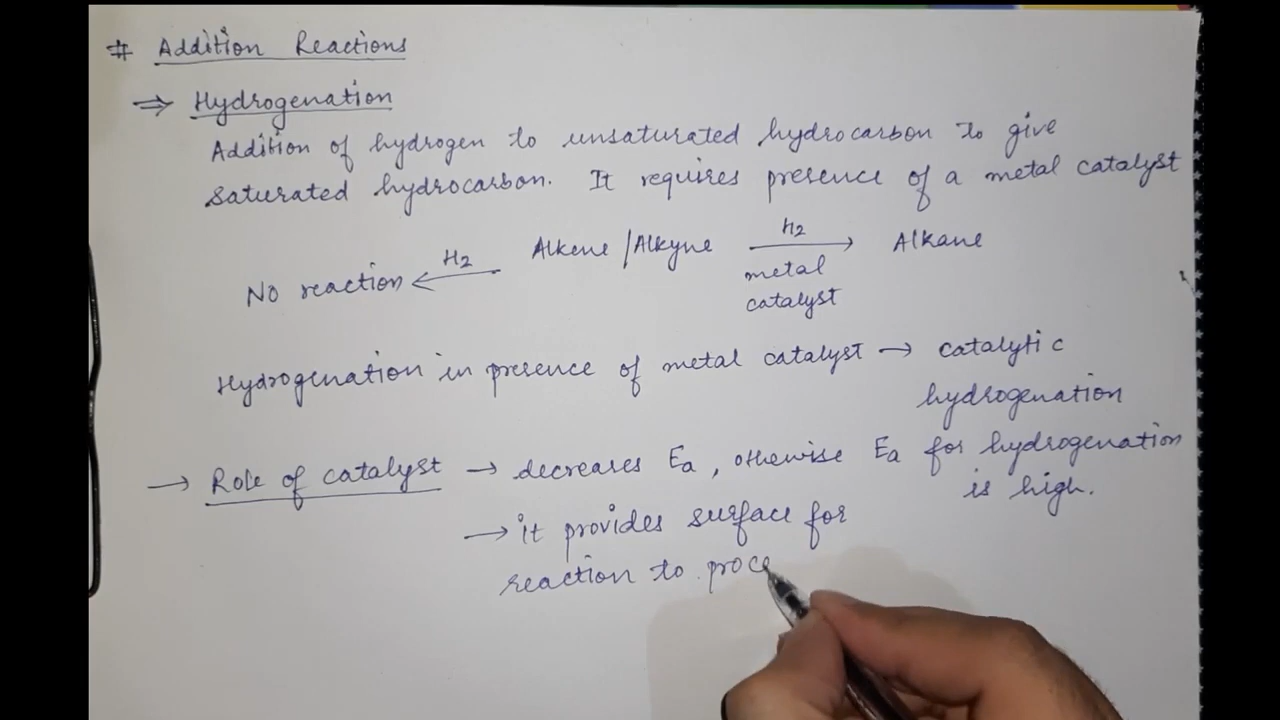 # Addition Reactions
⇒ Hydrogenation
Addition of hydrogen to unsaturated hydrocarbon to give
saturated hydrocarbon. It requires presence of a metal catalyst
No reaction ← H2 Alkene/Alkyne → H2 Alkane
metal
catalyst
Hydrogenation in presence of metal catalyst → catalytic
hydrogenation
→ Role of catalyst → decreases Ea, othewise Ea for hydrogenation
is high.
→ it provides surface for
reaction to proce